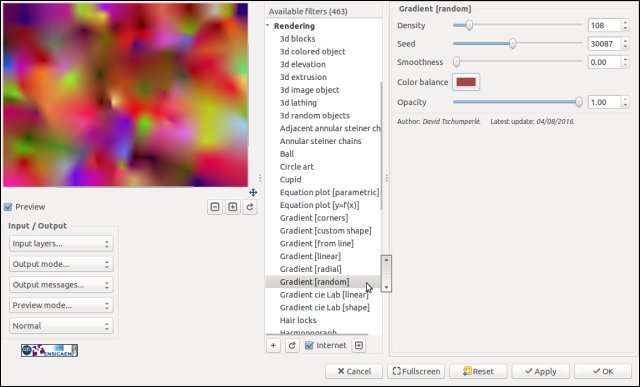 Available filters (463)
Rendering
3d blocks
3d colored object
3d elevation
3d extrusion
3d image object
3d lathing
3d random objects
Adjacent annular steiner ch
Annular steiner chains
Ball
Circle art
Cupid
Equation plot [parametric]
Equation plot [y=f(x)]
Gradient [corners]
Gradient [custom shape]
Gradient [from line]
Gradient [linear]
Gradient [radial]
Gradient [random]
Gradient cie Lab [linear]
Gradient cie Lab [shape]
Hair locks
Harmonograph
Internet
Preview
Input / Output
Input layers...
Output mode...
Output messages...
Preview mode...
Normal
ENSICAEN
Gradient [random]
Density 108
Seed 30087
Smoothness 0.00
Color balance
Opacity 1.00
Author: David Tschumperlé. Latest update: 04/08/2016.
Cancel Fullscreen Reset Apply OK